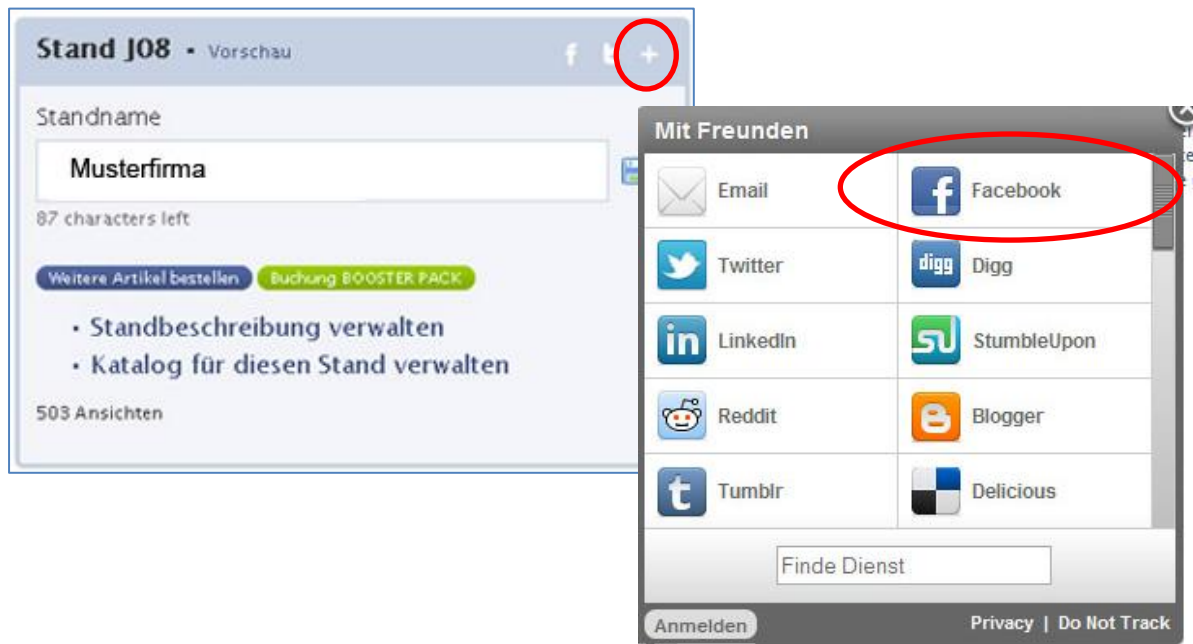 Stand J08 • Vorschau
Standname
Musterfirma
87 characters left
Weitere Artikel bestellen Buchung BOOSTER PACK
• Standbeschreibung verwalten
• Katalog für diesen Stand verwalten
503 Ansichten
Mit Freunden
Email Facebook
Twitter digg Digg
in LinkedIn StumbleUpon
Reddit Blogger
t Tumblr Delicious
Finde Dienst
Anmelden Privacy | Do Not Track